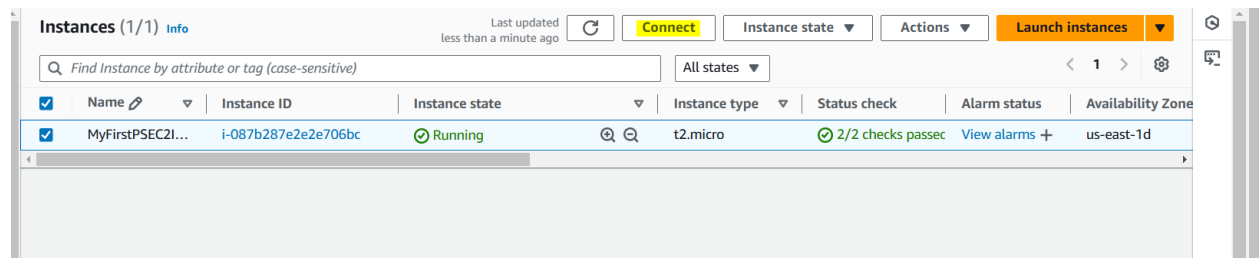 Instances (1/1) Info
Last updated
less than a minute ago
Connect
Instance state
Actions
Launch instances
Find Instance by attribute or tag (case-sensitive)
All states
1
Name
Instance ID
Instance state
Instance type
Status check
Alarm status
Availability Zone
MyFirstPSEC2I...
i-087b287e2e2e706bc
Running
t2.micro
2/2 checks passec
View alarms +
us-east-1d